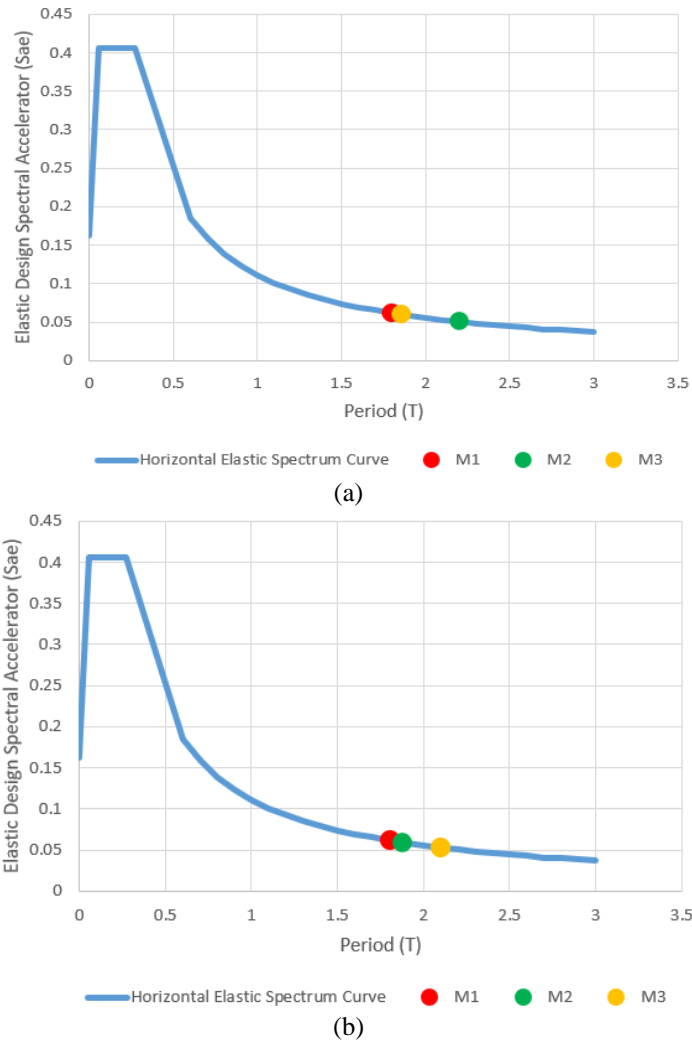 0.45
0.4
0.35
0.3
0.25
0.2
0.15
0.1
0.05
0
Elastic Design Spectral Accelerator (Sae)
0 0.5 1 1.5 2 2.5 3 3.5
Period (T)
Horizontal Elastic Spectrum Curve M1 M2 M3
(a)
0.45
0.4
0.35
0.3
0.25
0.2
0.15
0.1
0.05
0
Elastic Design Spectral Accelerator (Sae)
0 0.5 1 1.5 2 2.5 3 3.5
Period (T)
Horizontal Elastic Spectrum Curve M1 M2 M3
(b)